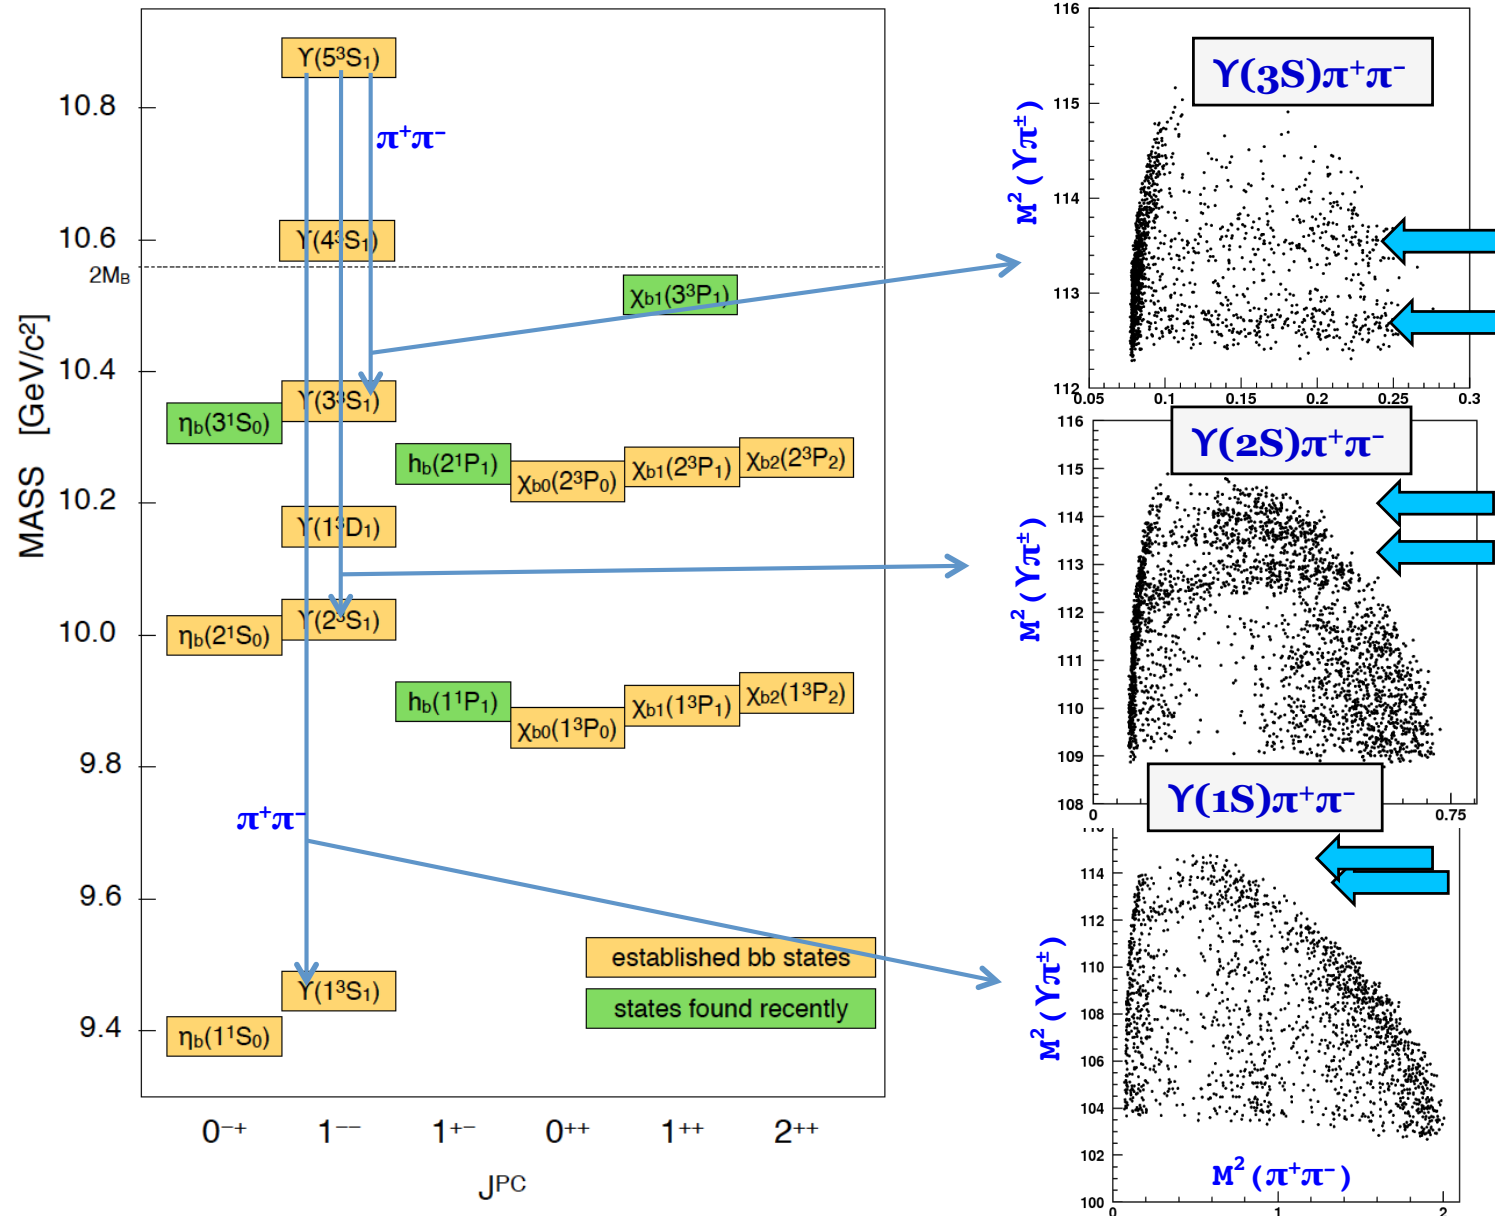 MASS [GeV/c²]
10.8
10.6
2MB
10.4
10.2
10.0
9.8
9.6
9.4
ϒ(5³S₁)
π⁺π⁻
ϒ(4³S₁)
χb1(3³P₁)
ϒ(3³S₁)
ηb(3¹S₀)
hb(2¹P₁)
χb0(2³P₀)
χb1(2³P₁)
χb2(2³P₂)
ϒ(1³D₁)
ϒ(2³S₁)
ηb(2¹S₀)
hb(1¹P₁)
χb0(1³P₀)
χb1(1³P₁)
χb2(1³P₂)
π⁺π⁻
established bb states
states found recently
ϒ(1³S₁)
ηb(1¹S₀)
0⁻⁺ 1⁻⁻ 1⁺⁻ 0⁺⁺ 1⁺⁺ 2⁺⁺
Jᴾᶜ
ϒ(3S)π⁺π⁻
M²(ϒπ±)
116
115
114
113
112
0.05 0.1 0.15 0.2 0.25 0.3
ϒ(2S)π⁺π⁻
M²(ϒπ±)
116
115
114
113
112
111
110
109
108
0 0.75
ϒ(1S)π⁺π⁻
M²(ϒπ±)
114
112
110
108
106
104
102
100
M²(π⁺π⁻)
0 1 2